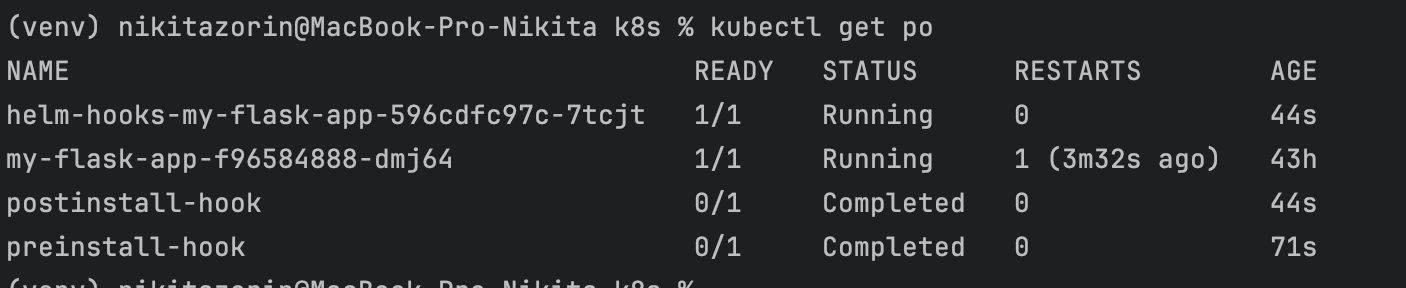 (venv) nikitazorin@MacBook-Pro-Nikita k8s % kubectl get po
NAME READY STATUS RESTARTS AGE
helm-hooks-my-flask-app-596cdfc97c-7tcjt 1/1 Running 0 44s
my-flask-app-f96584888-dmj64 1/1 Running 1 (3m32s ago) 43h
postinstall-hook 0/1 Completed 0 44s
preinstall-hook 0/1 Completed 0 71s
(venv) nikitazorin@MacBook-Pro-Nikita k8s %